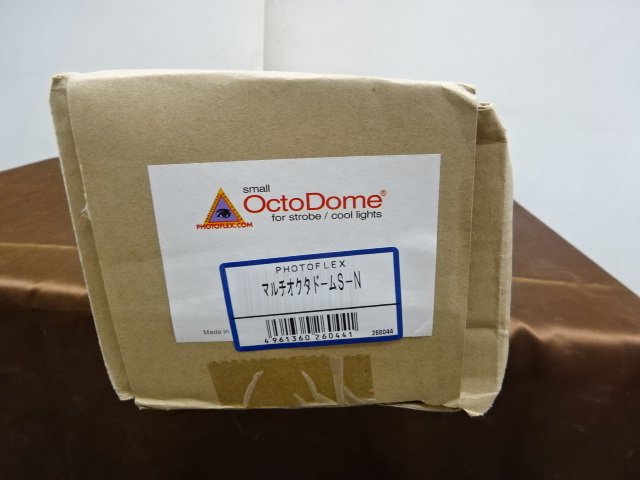 small
OctoDome®
for strobe / cool lights
PHOTOFLEX.COM
PHOTOFLEX
マルチオクタドームS-N
Made in
4961360 260441
266044